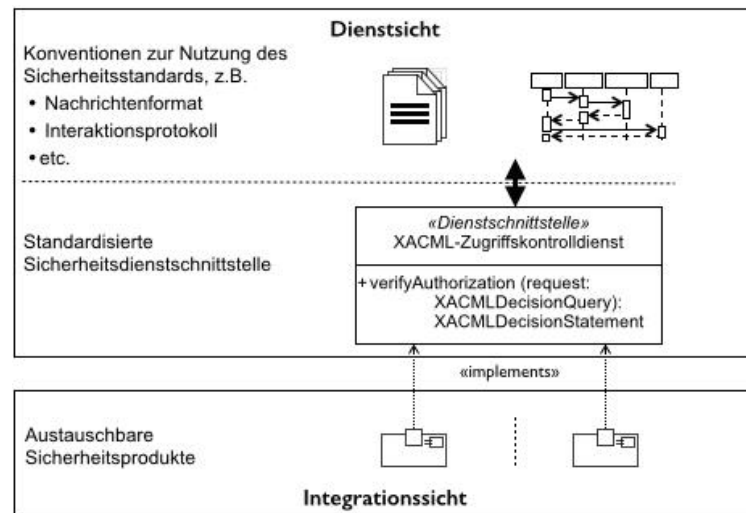 Dienstsicht
Konventionen zur Nutzung des
Sicherheitsstandards, z.B.
• Nachrichtenformat
• Interaktionsprotokoll
• etc.
«Dienstschnittstelle»
XACML-Zugriffskontrolldienst
Standardisierte
Sicherheitsdienstschnittstelle
+ verifyAuthorization (request:
XACMLDecisionQuery):
XACMLDecisionStatement
«implements»
Austauschbare
Sicherheitsprodukte
Integrationssicht